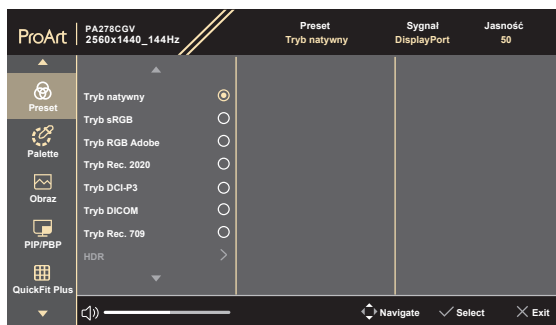 ProArt
PA278CGV
2560x1440_144Hz
Preset
Tryb natywny
Sygnał
DisplayPort
Jasność
50
Preset
Palette
Obraz
PIP/PBP
QuickFit Plus
Tryb natywny
Tryb sRGB
Tryb RGB Adobe
Tryb Rec. 2020
Tryb DCI-P3
Tryb DICOM
Tryb Rec. 709
HDR
Navigate
Select
Exit